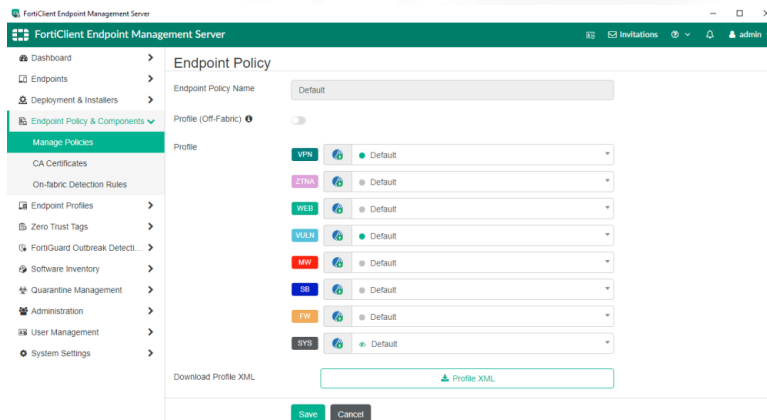 FortiClient Endpoint Management Server
FortiClient Endpoint Management Server
Invitations
admin
Dashboard
Endpoints
Deployment & Installers
Endpoint Policy & Components
Manage Policies
CA Certificates
On-fabric Detection Rules
Endpoint Profiles
Zero Trust Tags
FortiGuard Outbreak Detecti...
Software Inventory
Quarantine Management
Administration
User Management
System Settings
Endpoint Policy
Endpoint Policy Name
Default
Profile (Off-Fabric)
Profile
VPN Default
ZTNA Default
WEB Default
VULN Default
MW Default
SB Default
FW Default
SYS Default
Download Profile XML
Profile XML
Save Cancel